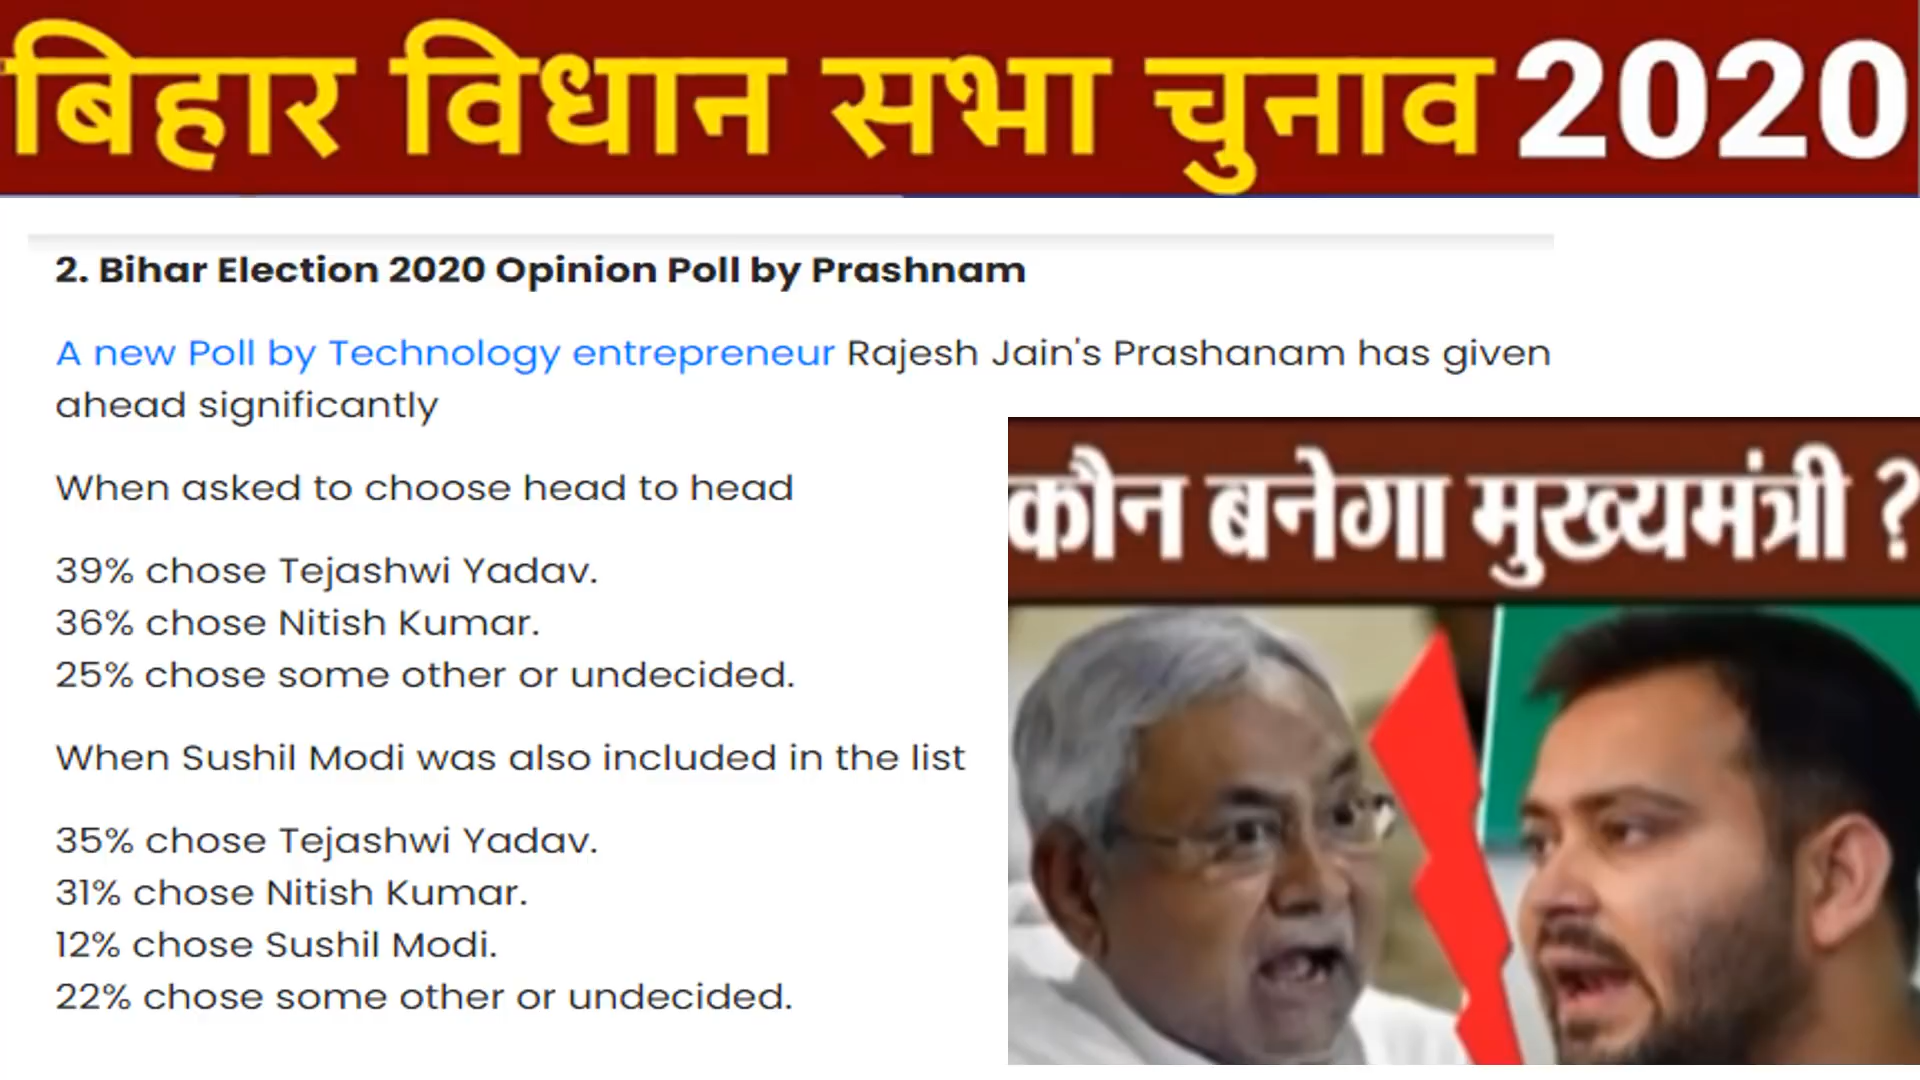 बिहार विधान सभा चुनाव 2020
2. Bihar Election 2020 Opinion Poll by Prashnam
A new Poll by Technology entrepreneur Rajesh Jain's Prashanam has given
ahead significantly
When asked to choose head to head
39% chose Tejashwi Yadav.
36% chose Nitish Kumar.
25% chose some other or undecided.
When Sushil Modi was also included in the list
35% chose Tejashwi Yadav.
31% chose Nitish Kumar.
12% chose Sushil Modi.
22% chose some other or undecided.
कौन बनेगा मुख्यमंत्री ?